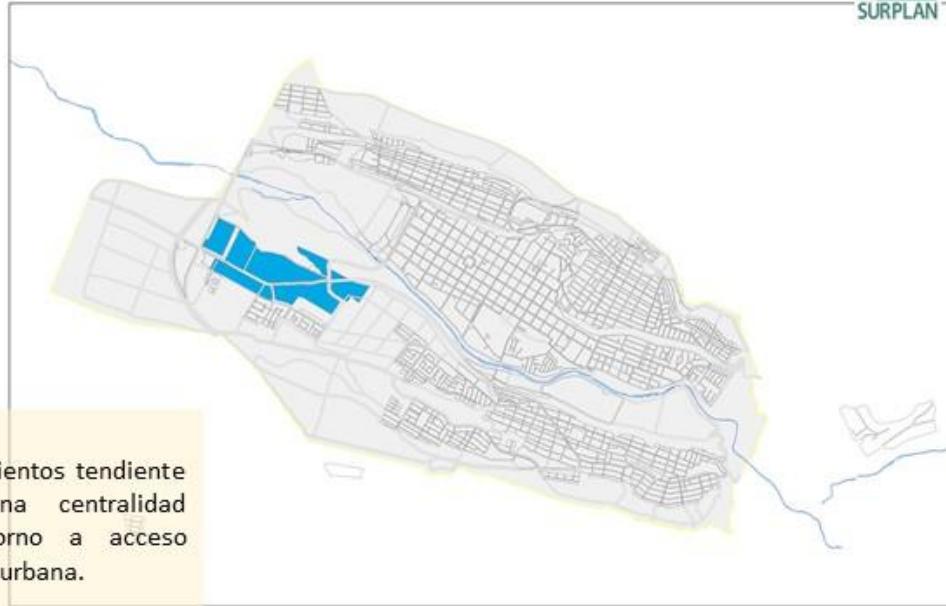 SURPLAN
ientos tendiente
na centralidad
orno a acceso
urbana.